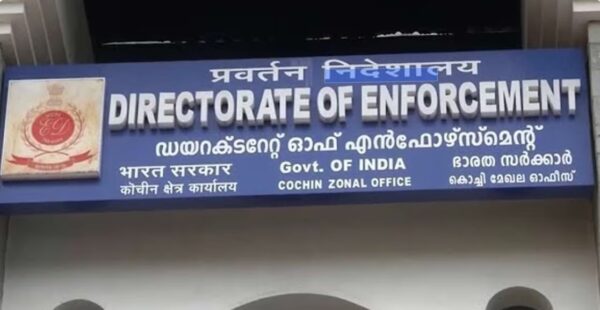 प्रवर्तन निदेशालय
DIRECTORATE OF ENFORCEMENT
ഡയറക്ടറേറ്റ് ഓഫ് എൻഫോഴ്സ്മെന്റ്
भारत सरकार Govt. OF INDIA ഭാരത സർക്കാർ
कोचीन क्षेत्र कार्यालय COCHIN ZONAL OFFICE കൊച്ചി മേഖല ഓഫീസ്